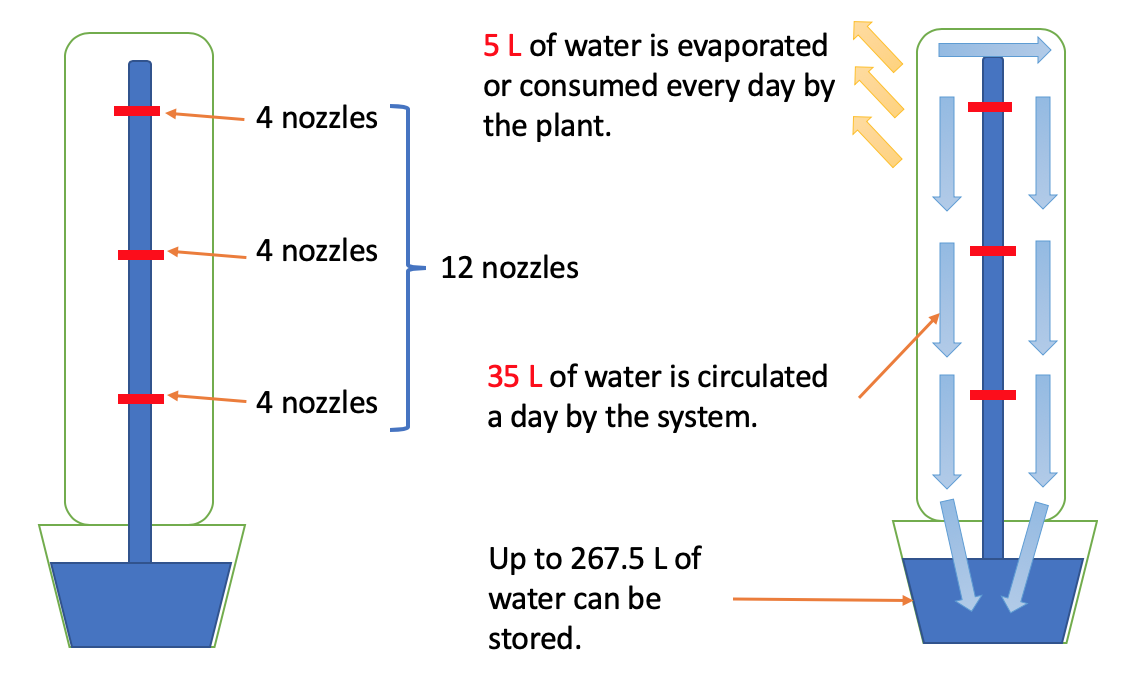 4 nozzles
4 nozzles
4 nozzles
12 nozzles
5 L of water is evaporated
or consumed every day by
the plant.
35 L of water is circulated
a day by the system.
Up to 267.5 L of
water can be
stored.